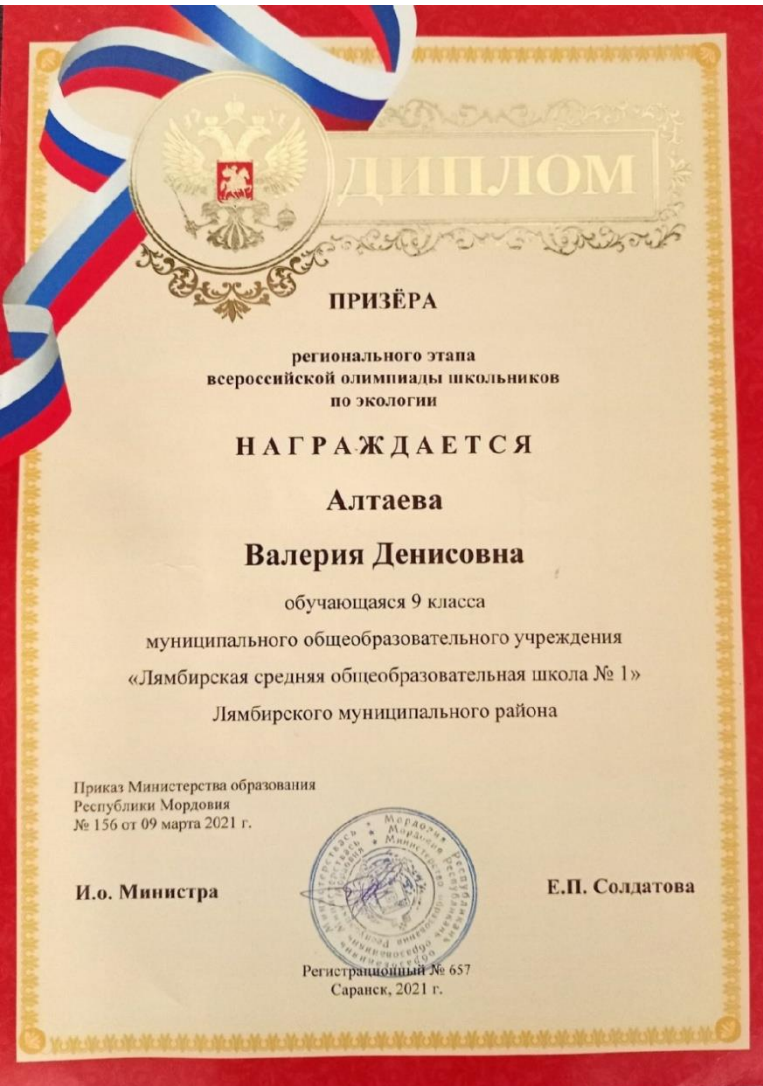 ДИПЛОМ
ПРИЗЁРА
регионального этапа
всероссийской олимпиады школьников
по экологии
НАГРАЖДАЕТСЯ
Алтаева
Валерия Денисовна
обучающаяся 9 класса
муниципального общеобразовательного учреждения
«Лямбирская средняя общеобразовательная школа № 1»
Лямбирского муниципального района
Приказ Министерства образования
Республики Мордовия
№ 156 от 09 марта 2021 г.
И.о. Министра
Е.П. Солдатова
Регистрационный № 657
Саранск, 2021 г.